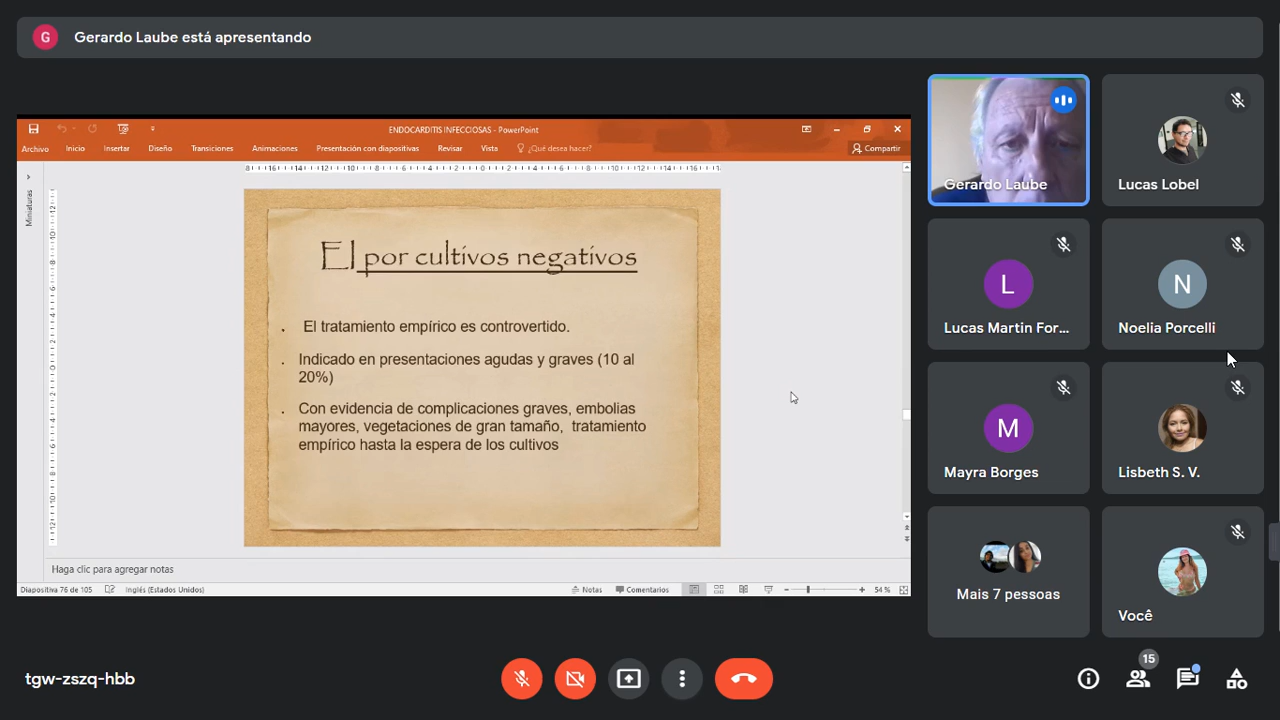 G
Gerardo Laube está apresentando
ENDOCARDITIS INFECCIOSAS - PowerPoint
Archivo Inicio Insertar Diseño Transiciones Animaciones Presentación con diapositivas Revisar Vista ¿Qué desea hacer? Compartir
Miniaturas
EI por cultivos negativos
. El tratamiento empírico es controvertido.
. Indicado en presentaciones agudas y graves (10 al
20%)
. Con evidencia de complicaciones graves, embolias
mayores, vegetaciones de gran tamaño, tratamiento
empírico hasta la espera de los cultivos
Haga clic para agregar notas
Diapositiva 76 de 105 Inglés (Estados Unidos) Notas Comentarios 54 %
Gerardo Laube
Lucas Lobel
L
Lucas Martin For...
N
Noelia Porcelli
M
Mayra Borges
Lisbeth S. V.
Mais 7 pessoas
Você
tgw-zszq-hbb
15